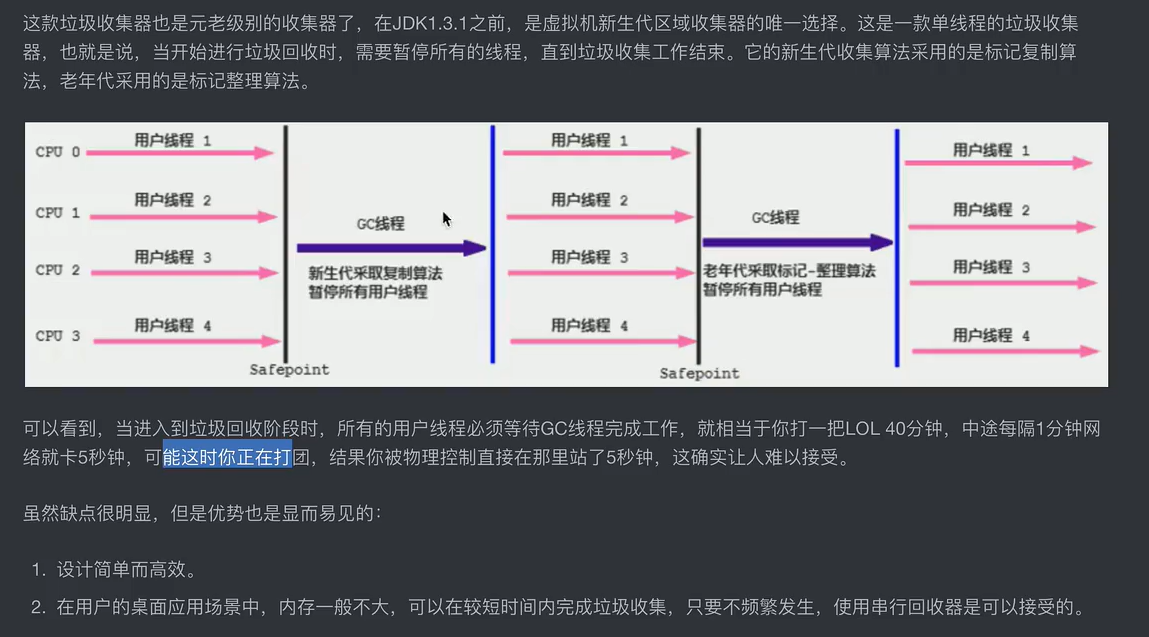 这款垃圾收集器也是元老级别的收集器了，在JDK1.3.1之前，是虚拟机新生代区域收集器的唯一选择。这是一款单线程的垃圾收集
器，也就是说，当开始进行垃圾回收时，需要暂停所有的线程，直到垃圾收集工作结束。它的新生代收集算法采用的是标记复制算
法，老年代采用的是标记整理算法。
CPU 0
用户线程 1
CPU 1
用户线程 2
CPU 2
用户线程 3
CPU 3
用户线程 4
Safepoint
GC线程
新生代采取复制算法
暂停所有用户线程
用户线程 1
用户线程 2
用户线程 3
用户线程 4
Safepoint
GC线程
老年代采取标记-整理算法
暂停所有用户线程
用户线程 1
用户线程 2
用户线程 3
用户线程 4
可以看到，当进入到垃圾回收阶段时，所有的用户线程必须等待GC线程完成工作，就相当于你打一把LOL 40分钟，中途每隔1分钟网
络就卡5秒钟，可能这时你正在打团，结果你被物理控制直接在那里站了5秒钟，这确实让人难以接受。
虽然缺点很明显，但是优势也是显而易见的：
1. 设计简单而高效。
2. 在用户的桌面应用场景中，内存一般不大，可以在较短时间内完成垃圾收集，只要不频繁发生，使用串行回收器是可以接受的。